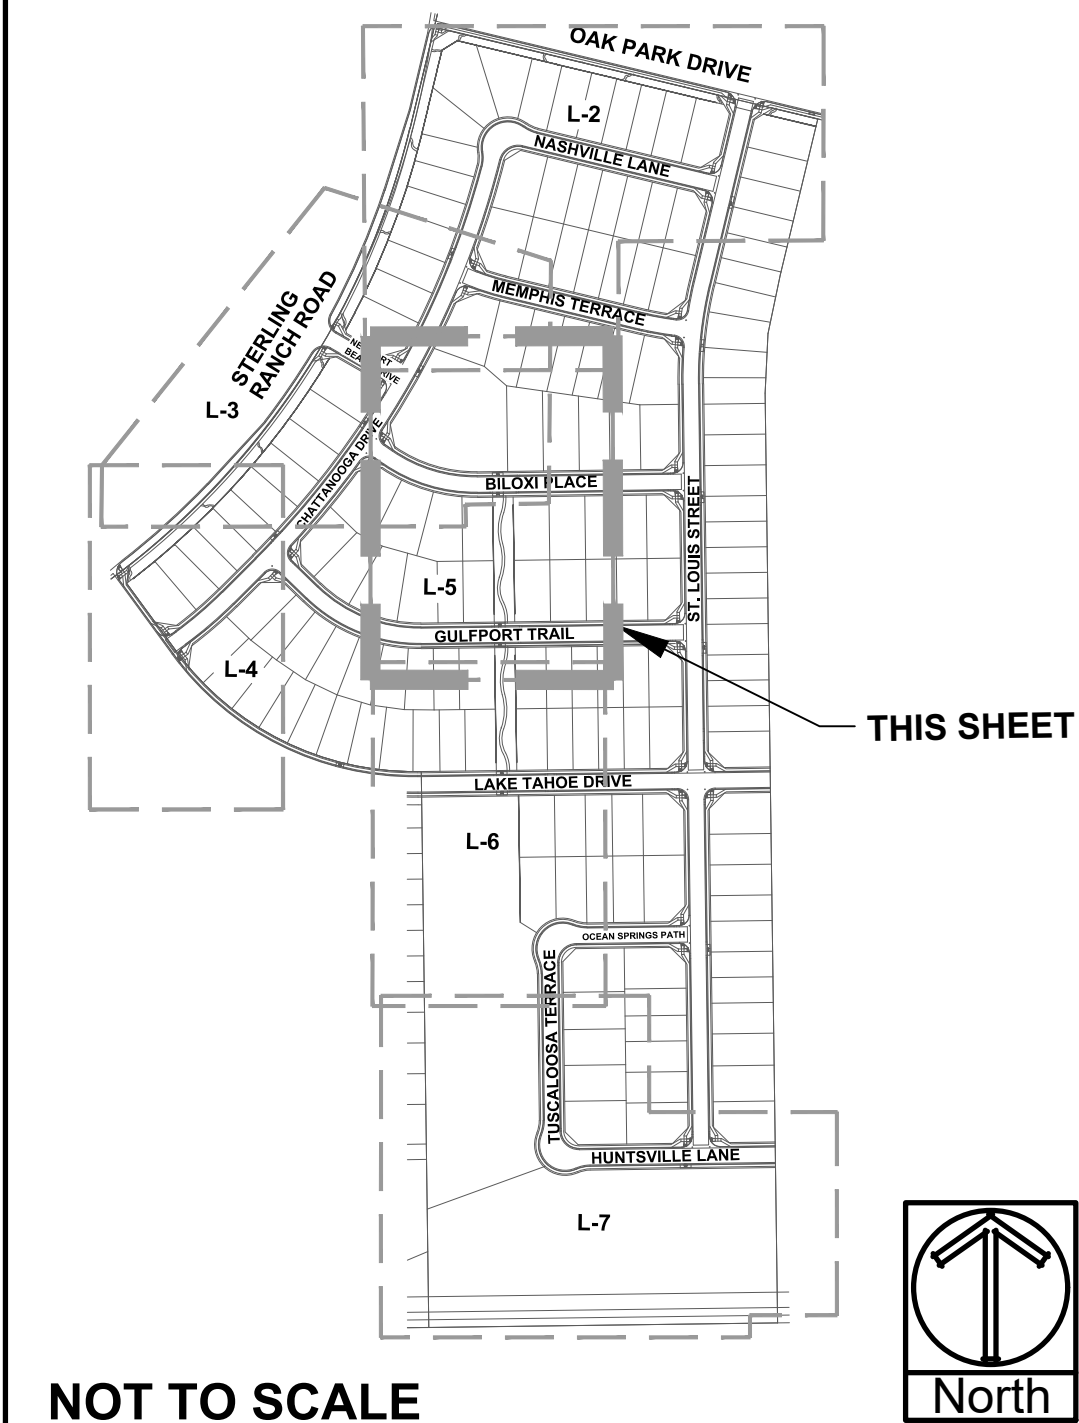 OAK PARK DRIVE
L-2
NASHVILLE LANE
MEMPHIS TERRACE
STERLING
RANCH ROAD
L-3
CHATTANOOGA DRIVE
BILOXI PLACE
ST. LOUIS STREET
L-5
GULFPORT TRAIL
L-4
THIS SHEET
LAKE TAHOE DRIVE
L-6
OCEAN SPRINGS PATH
TUSCALOOSA TERRACE
HUNTSVILLE LANE
L-7
North
NOT TO SCALE